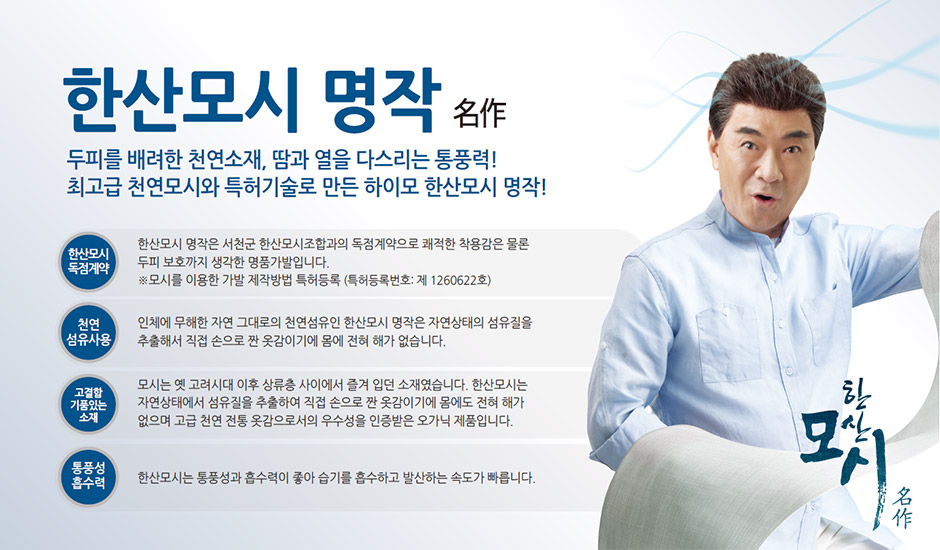 한산모시 명작 名作
두피를 배려한 천연소재, 땀과 열을 다스리는 통풍력!
최고급 천연모시와 특허기술로 만든 하이모 한산모시 명작!
한산모시
독점계약
한산모시 명작은 서천군 한산모시조합과의 독점계약으로 쾌적한 착용감은 물론
두피 보호까지 생각한 명품가발입니다.
※모시를 이용한 가발 제작방법 특허등록 (특허등록번호: 제 1260622호)
천연
섬유사용
인체에 무해한 자연 그대로의 천연섬유인 한산모시 명작은 자연상태의 섬유질을
추출해서 직접 손으로 짠 옷감이기에 몸에 전혀 해가 없습니다.
고결함
기품있는
소재
모시는 옛 고려시대 이후 상류층 사이에서 즐겨 입던 소재였습니다. 한산모시는
자연상태에서 섬유질을 추출하여 직접 손으로 짠 옷감이기에 몸에도 전혀 해가
없으며 고급 천연 전통 옷감으로서의 우수성을 인증받은 오가닉 제품입니다.
통풍성
흡수력
한산모시는 통풍성과 흡수력이 좋아 습기를 흡수하고 발산하는 속도가 빠릅니다.
한산
모시
名作